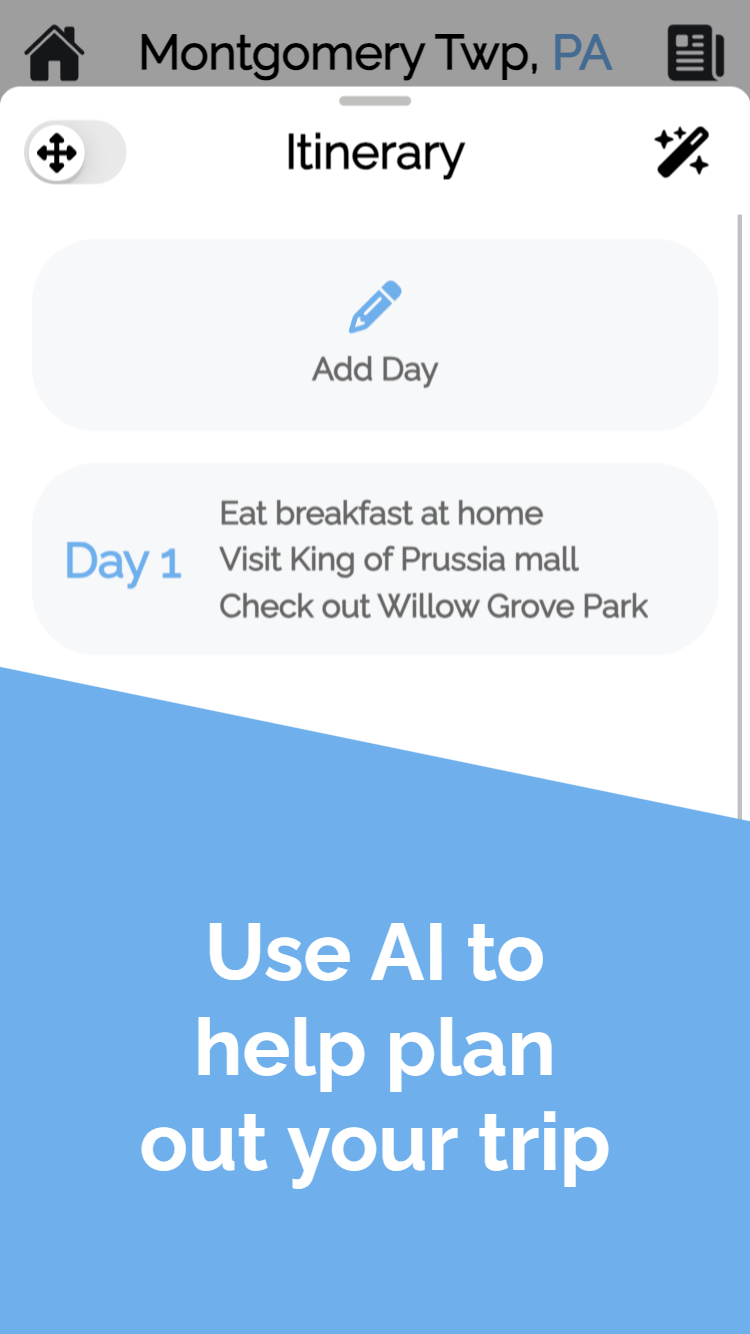 Montgomery Twp, PA
Itinerary
Add Day
Day 1
Eat breakfast at home
Visit King of Prussia mall
Check out Willow Grove Park
Use AI to
help plan
out your trip